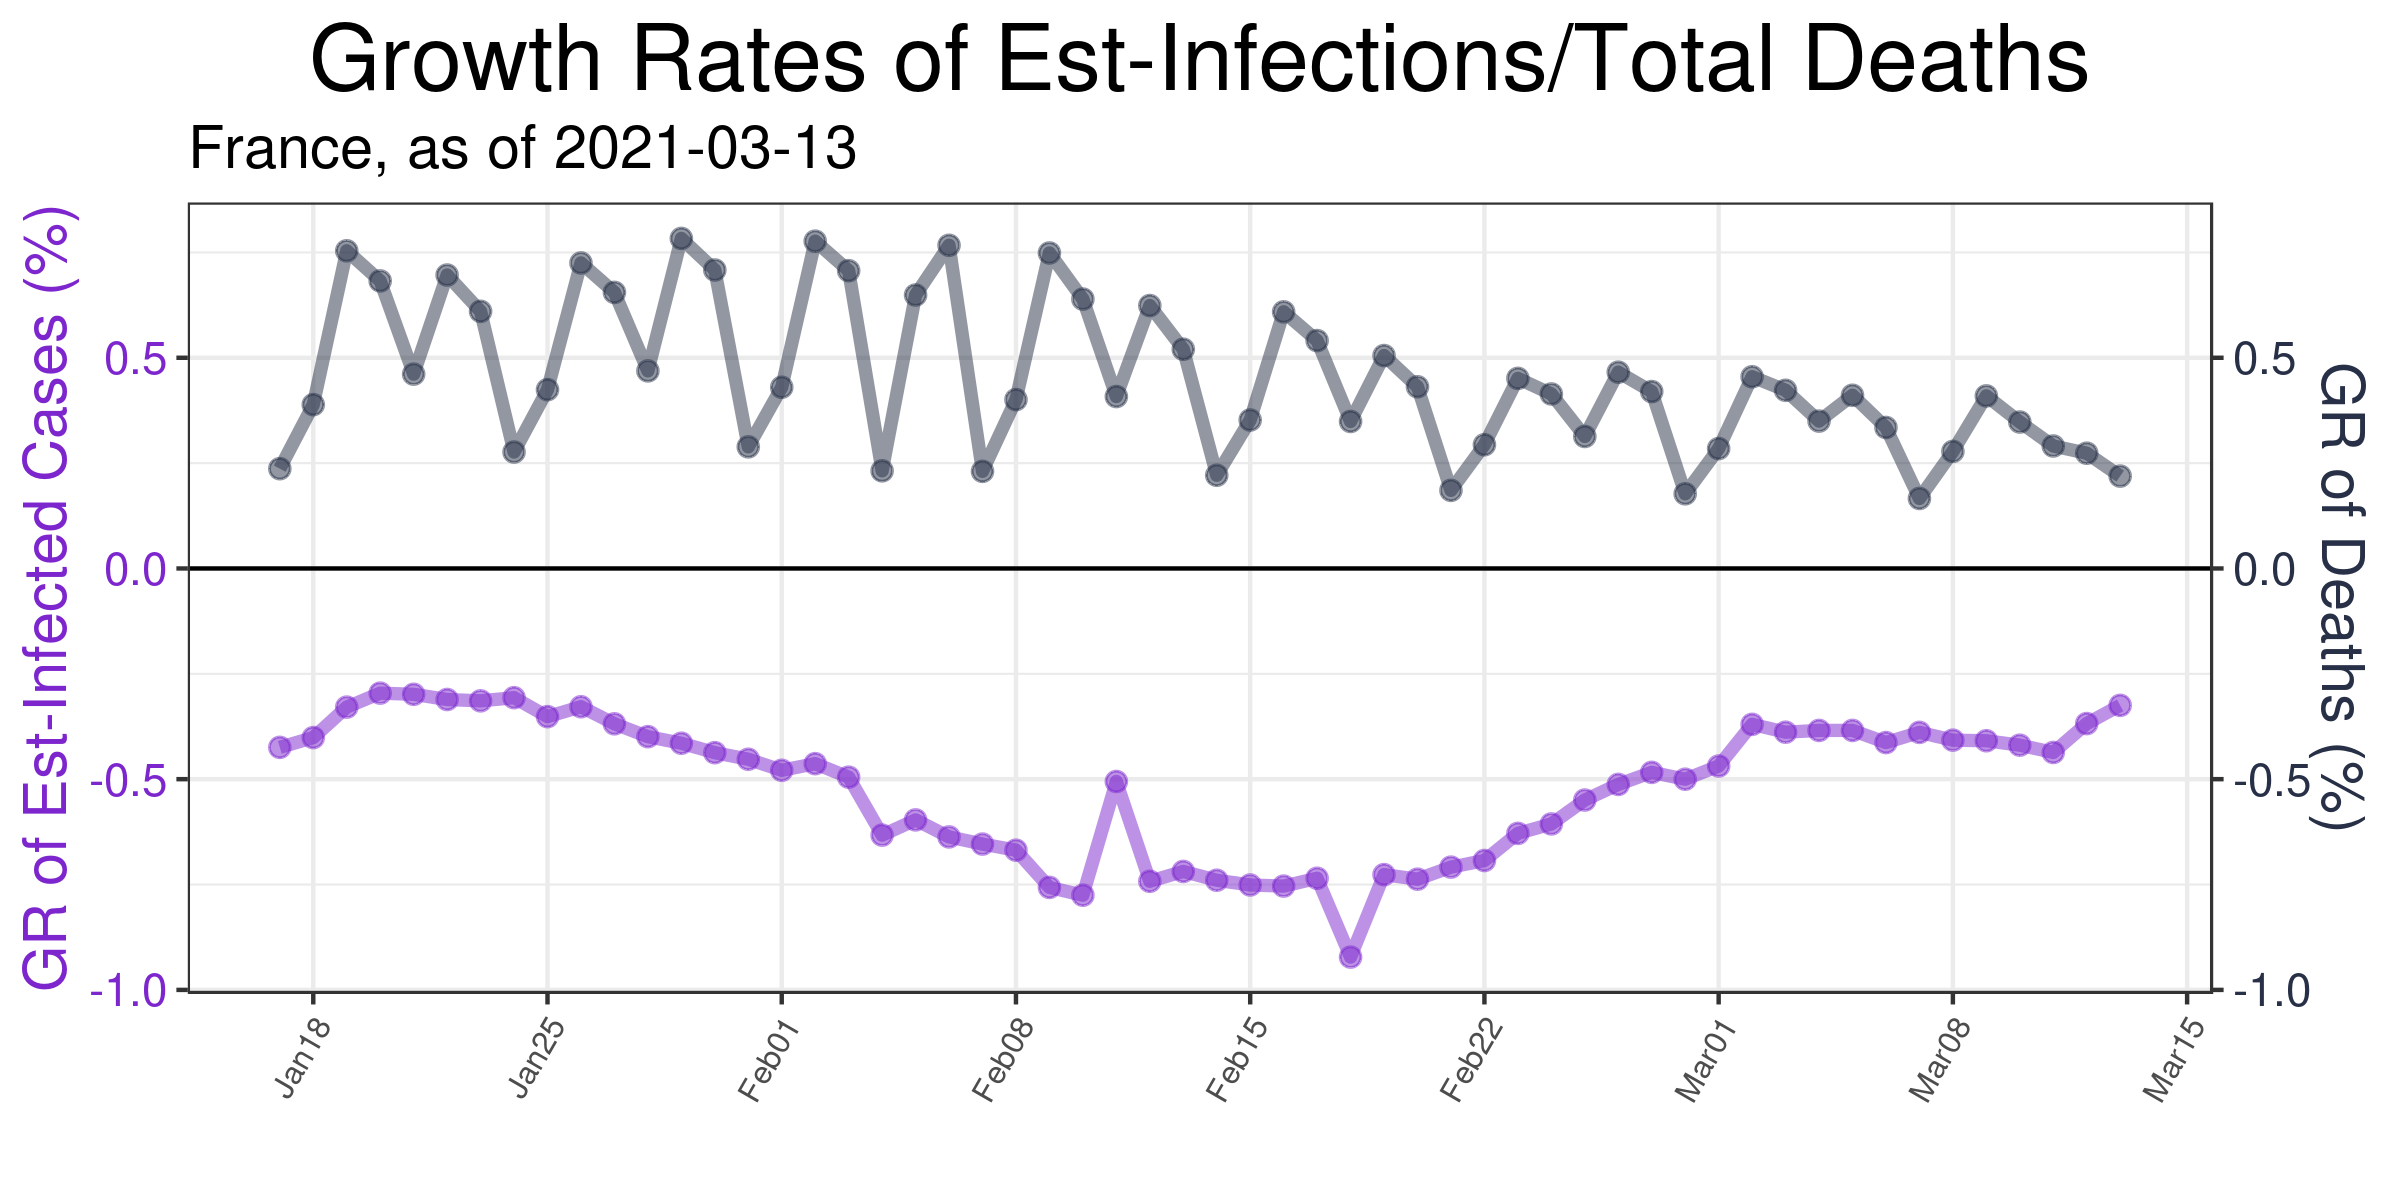 Growth Rates of Est-Infections/Total Deaths
France, as of 2021-03-13
GR of Est-Infected Cases (%)
0.5
0.0
-0.5
-1.0
0.5
0.0
-0.5
-1.0
GR of Deaths (%)
Jan18
Jan25
Feb01
Feb08
Feb15
Feb22
Mar01
Mar08
Mar15